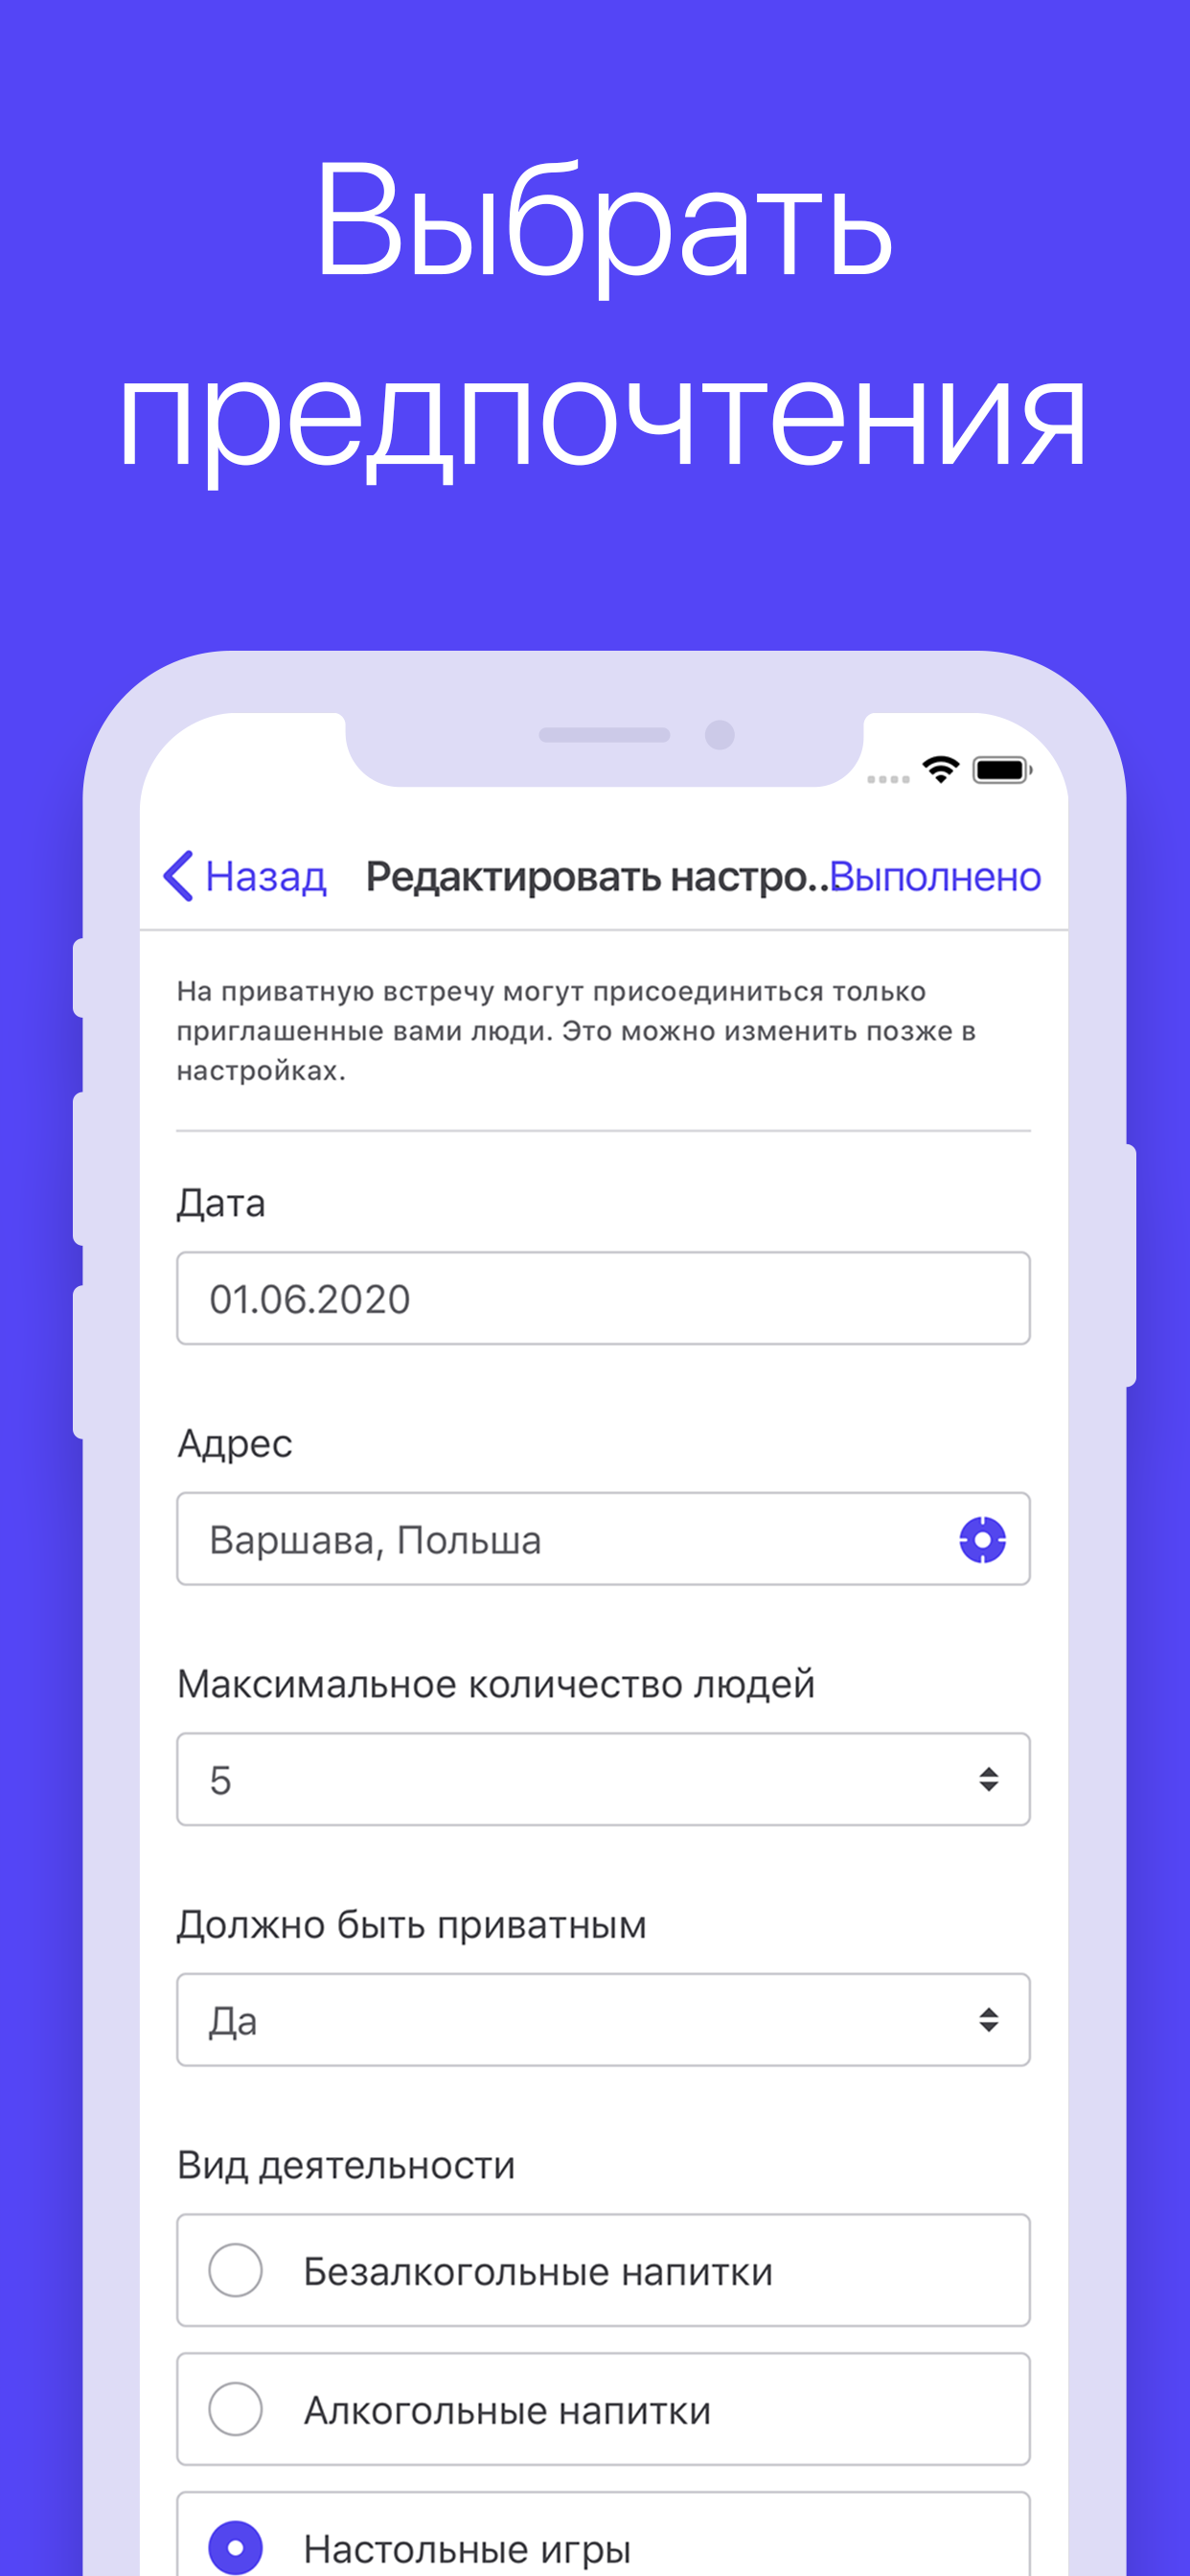 Выбрать
предпочтения
Назад Редактировать настро... Выполнено
На приватную встречу могут присоединиться только
приглашенные вами люди. Это можно изменить позже в
настройках.
Дата
01.06.2020
Адрес
Варшава, Польша
Максимальное количество людей
5
Должно быть приватным
Да
Вид деятельности
Безалкогольные напитки
Алкогольные напитки
Настольные игры